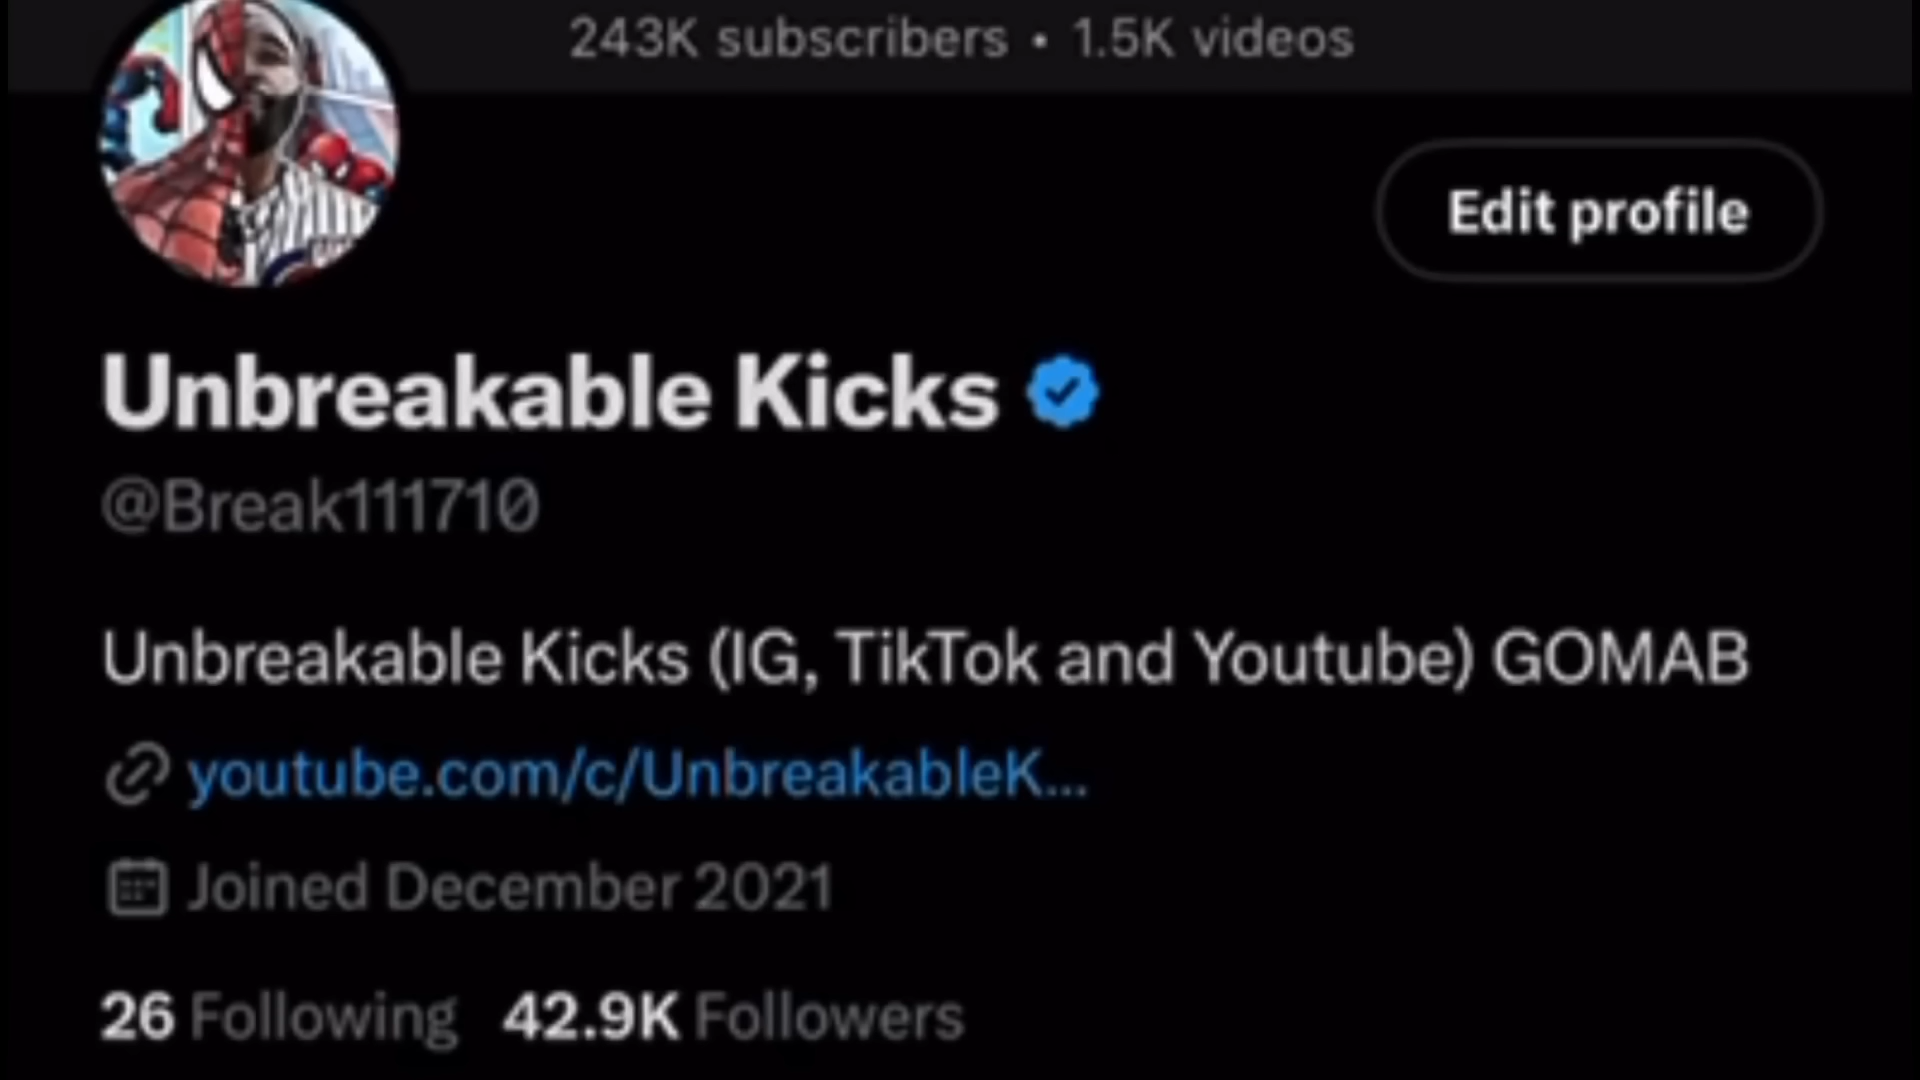 243K subscribers • 1.5K videos
Edit profile
Unbreakable Kicks
@Break111710
Unbreakable Kicks (IG, TikTok and Youtube) GOMAB
youtube.com/c/UnbreakableK...
Joined December 2021
26 Following 42.9K Followers